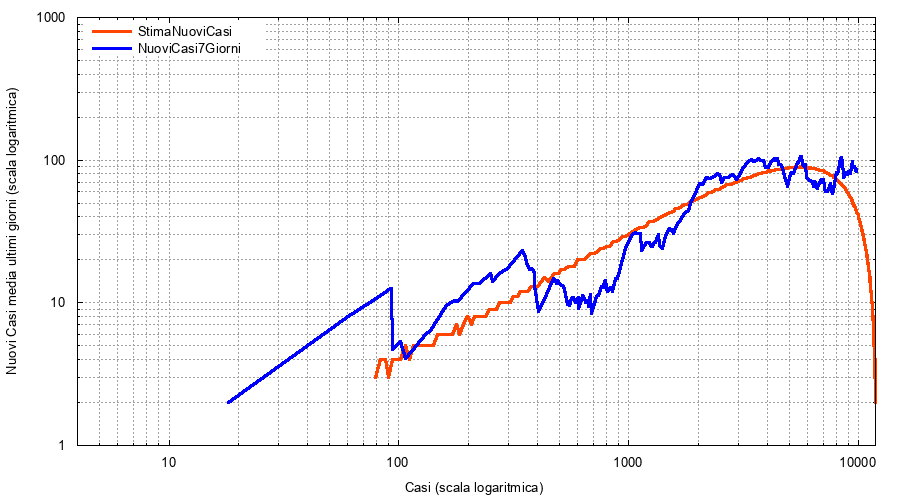 1000
100
10
1
StimaNuoviCasi
NuoviCasi7Giorni
Nuovi Casi media ultimi giorni (scala logaritmica)
10
100
1000
10000
Casi (scala logaritmica)